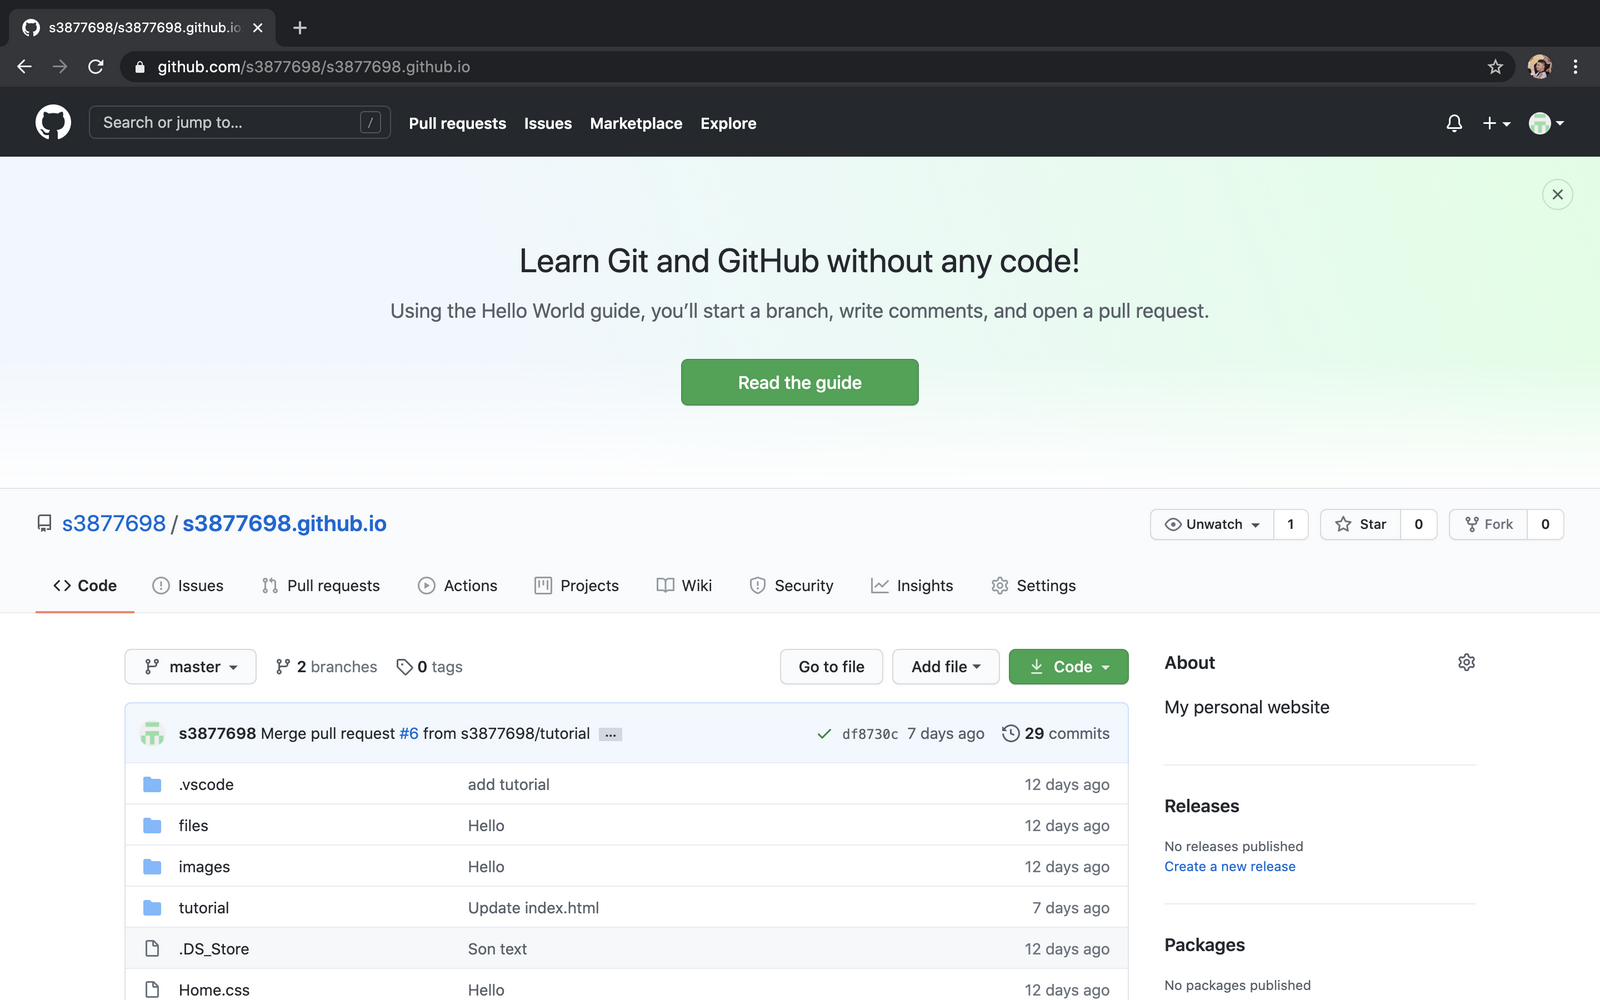 s3877698/s3877698.github.io
github.com/s3877698/s3877698.github.io
Search or jump to... /
Pull requests Issues Marketplace Explore
Learn Git and GitHub without any code!
Using the Hello World guide, you’ll start a branch, write comments, and open a pull request.
Read the guide
s3877698 / s3877698.github.io
Unwatch 1 Star 0 Fork 0
Code Issues Pull requests Actions Projects Wiki Security Insights Settings
master 2 branches 0 tags Go to file Add file Code
s3877698 Merge pull request #6 from s3877698/tutorial ... df8730c 7 days ago 29 commits
.vscode add tutorial 12 days ago
files Hello 12 days ago
images Hello 12 days ago
tutorial Update index.html 7 days ago
.DS_Store Son text 12 days ago
Home.css Hello 12 days ago
About
My personal website
Releases
No releases published
Create a new release
Packages
No packages published